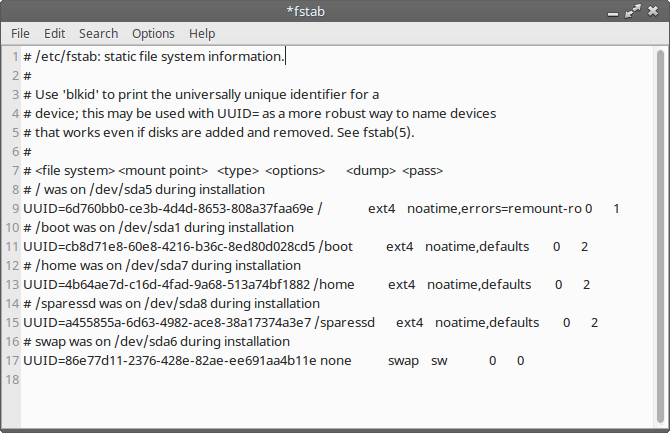 *fstab
File Edit Search Options Help
1 # /etc/fstab: static file system information.
2 #
3 # Use 'blkid' to print the universally unique identifier for a
4 # device; this may be used with UUID= as a more robust way to name devices
5 # that works even if disks are added and removed. See fstab(5).
6 #
7 # <file system> <mount point> <type> <options> <dump> <pass>
8 # / was on /dev/sda5 during installation
9 UUID=6d760bb0-ce3b-4d4d-8653-808a37faa69e / ext4 noatime,errors=remount-ro 0 1
10 # /boot was on /dev/sda1 during installation
11 UUID=cb8d71e8-60e8-4216-b36c-8ed80d028cd5 /boot ext4 noatime,defaults 0 2
12 # /home was on /dev/sda7 during installation
13 UUID=4b64ae7d-c16d-4fad-9a68-513a74bf1882 /home ext4 noatime,defaults 0 2
14 # /sparessd was on /dev/sda8 during installation
15 UUID=a455855a-6d63-4982-ace8-38a17374a3e7 /sparessd ext4 noatime,defaults 0 2
16 # swap was on /dev/sda6 during installation
17 UUID=86e77d11-2376-428e-82ae-ee691aa4b11e none swap sw 0 0
18